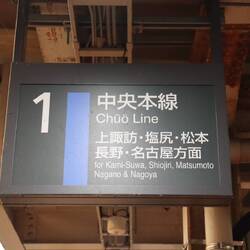 1
中央本線
Chūō Line
上諏訪・塩尻・松本
長野・名古屋方面
for Kami-Suwa, Shiojiri, Matsumoto
Nagano & Nagoya